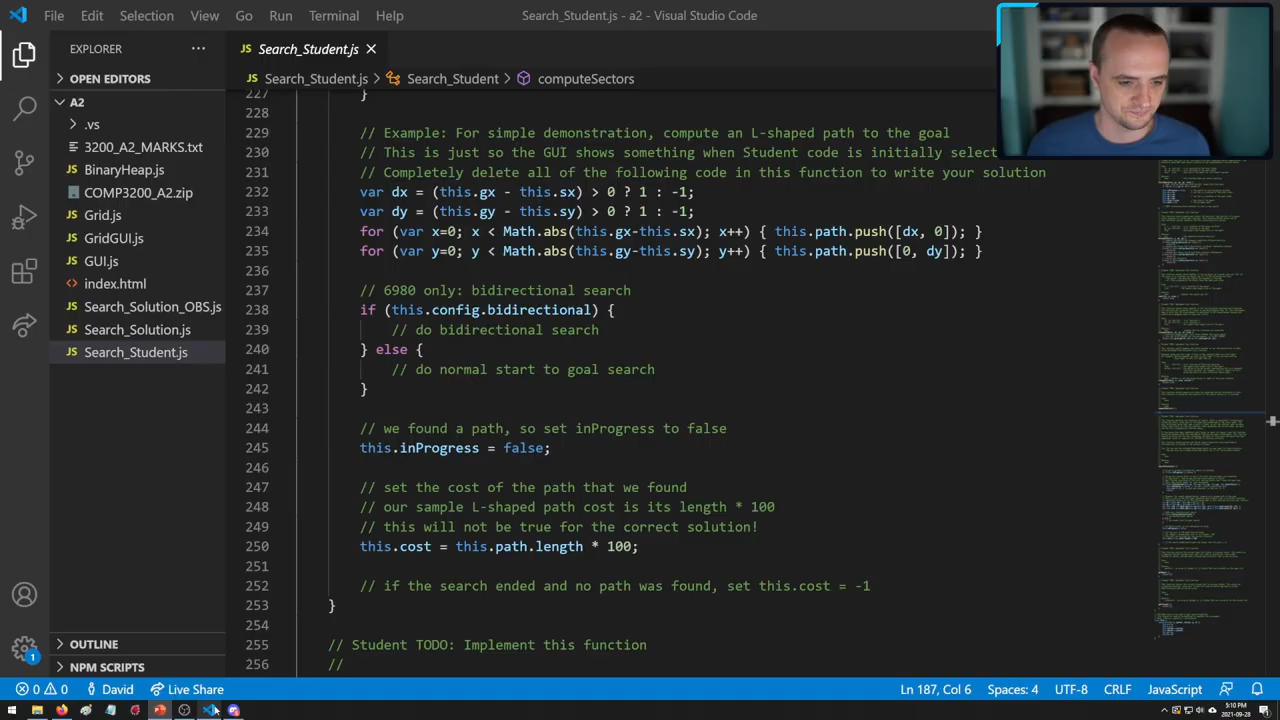 File Edit Selection View Go Run Terminal Help
Search_Student.js - a2 - Visual Studio Code
EXPLORER
OPEN EDITORS
A2
.vs
3200_A2_MARKS.txt
BinaryHeap.js
COMP3200_A2.zip
Grid.js
GridGUI.js
GUI.js
index.html
Search_Solution_OBS.js
Search_Solution.js
Search_Student.js
OUTLINE
NPM SCRIPTS
JS Search_Student.js
JS Search_Student.js > Search_Student > computeSectors
227 }
228
229 // Example: For simple demonstration, compute an L-shaped path to the goal
230 // This is just so the GUI shows something when Student code is initially select
231 // Completely remove all of the following code in the function to write your solution
232 var dx = (this.gx - this.sx) > 0 ? 1 : -1;
233 var dy = (this.gy - this.sy) > 0 ? 1 : -1;
234 for (var x=0; x<Math.abs(this.gx-this.sx); x++) { this.path.push([dx, 0]); }
235 for (var y=0; y<Math.abs(this.gy-this.sy); y++) { this.path.push([0, dy]); }
236
237 // 6980 only: bidirectional search
238 if (this.config.bidirectional) {
239 // do bidirectional search
240 } else {
241 // do normal start to goal search
242 }
243
244 // we found a path, so set inProgress to false
245 this.inProgress = false;
246
247 // set the cost of the path that we found
248 // our sample L-shaped path cost is its length * 100
249 // this will NOT work for the correct solution!
250 this.cost = this.path.length * 100;
251
252 // if the search ended and no path was found, set this.cost = -1
253 }
254
255 // Student TODO: Implement this function
256 //
0 0 David Live Share
Ln 187, Col 6 Spaces: 4 UTF-8 CRLF JavaScript
1
5:10 PM
2021-09-28